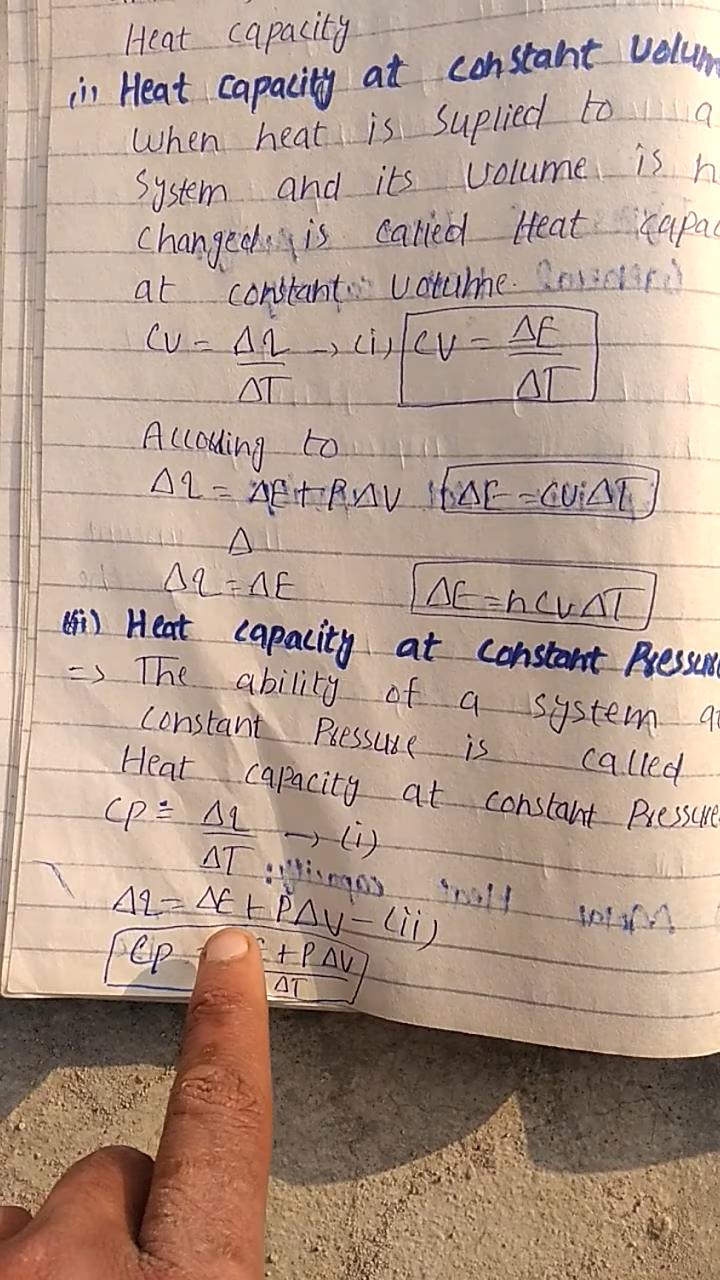 Heat capacity
(i) Heat capacity at constant Volum
When heat is Suplied to a
System and its Volume is n
changed is called Heat capac
at constant Volume.
CV = ΔQ/ΔT → (i) CV = ΔE/ΔT
According to
Δq = ΔE + PΔV ΔE = CV ΔT
Δ
Δq = ΔE ΔE = nCVΔT
(ii) Heat capacity at constant Pressure
=> The ability of a system at
constant Pressure is called
Heat capacity at constant Pressure
CP = Δq/ΔT → (i)
Δq = ΔE + PΔV - (ii)
CP + PΔV
ΔT